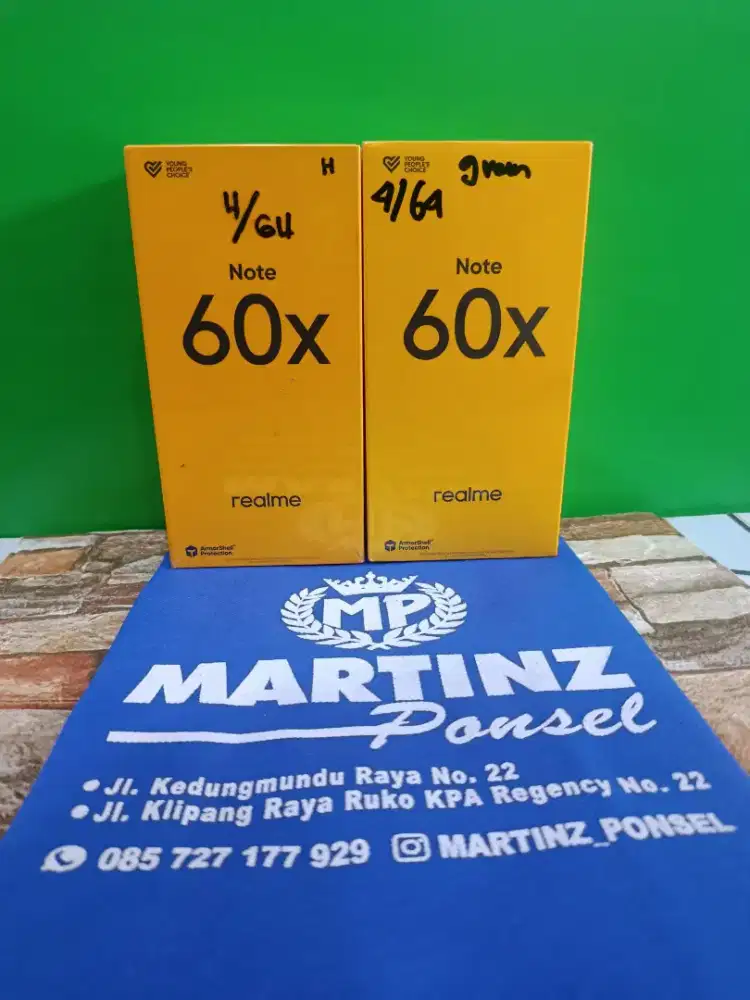 YOUNG
PEOPLE'S
CHOICE
H
4/64
Note
60x
realme
ArmorShell
Protection
YOUNG
PEOPLE'S
CHOICE
4/64
Note
60x
realme
ArmorShell
Protection
MP
MARTINZ
Ponsel
•Jl. Kedungmundu Raya No. 22
•Jl. Klipang Raya Ruko KPA Regency No. 22
085 727 177 929 MARTINZ_PONSEL